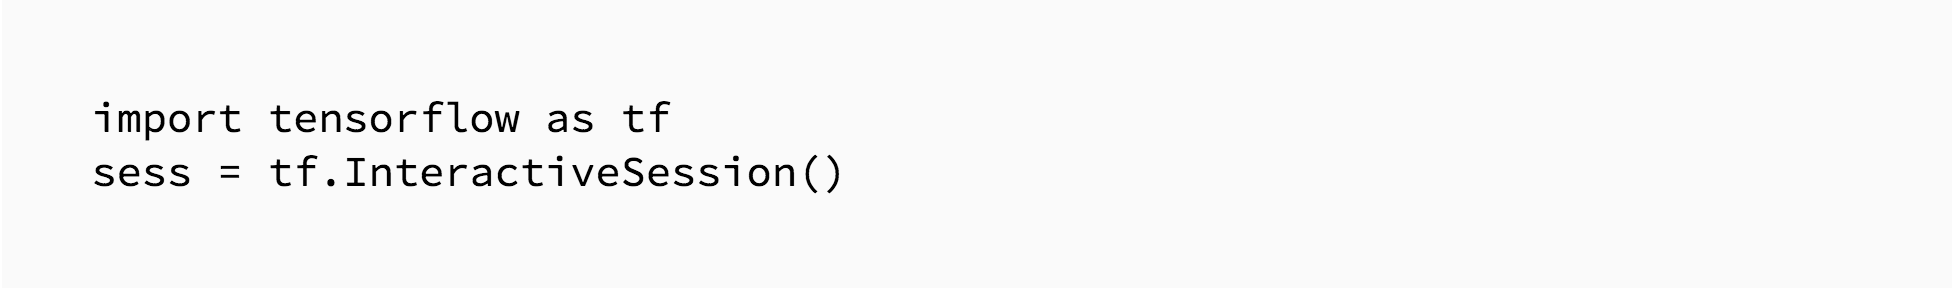 import tensorflow as tf
sess = tf.InteractiveSession()